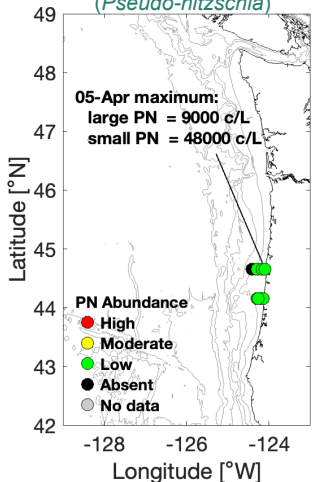 (Pseudo-nitzschia)
49
48
47
46
45
44
43
42
Latitude [°N]
05-Apr maximum:
large PN = 9000 c/L
small PN = 48000 c/L
PN Abundance
High
Moderate
Low
Absent
No data
-128 -126 -124
Longitude [°W]